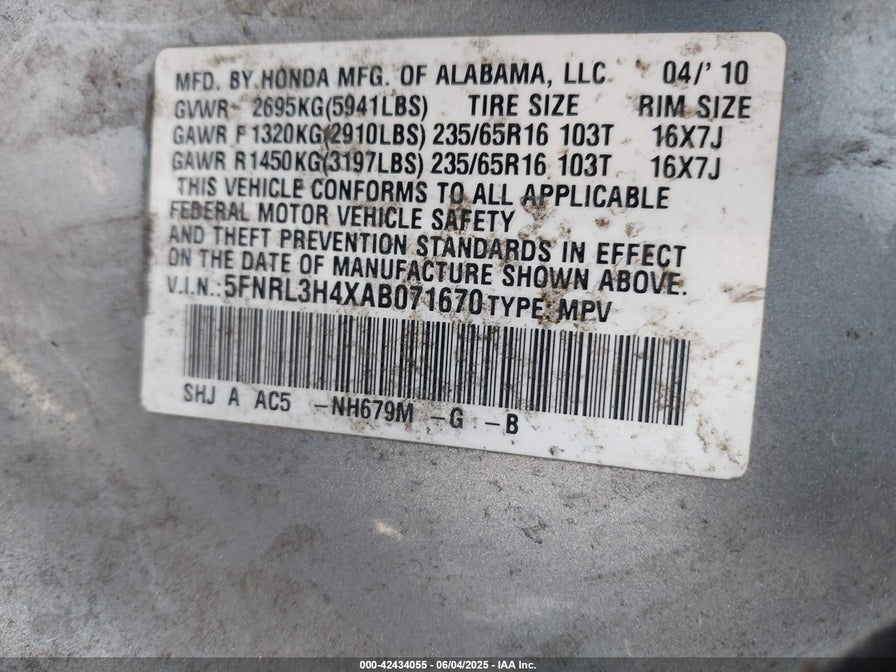 MFD. BY HONDA MFG. OF ALABAMA, LLC 04/'10
GVWR 2695KG(5941LBS) TIRE SIZE RIM SIZE
GAWR F1320KG(2910LBS) 235/65R16 103T 16X7J
GAWR R1450KG(3197LBS) 235/65R16 103T 16X7J
THIS VEHICLE CONFORMS TO ALL APPLICABLE
FEDERAL MOTOR VEHICLE SAFETY
AND THEFT PREVENTION STANDARDS IN EFFECT
ON THE DATE OF MANUFACTURE SHOWN ABOVE.
V.I.N.: 5FNRL3H4XAB071670 TYPE: MPV
SHJ A AC5 -NH679M -G -B
000-42434055 - 06/04/2025 - IAA Inc.